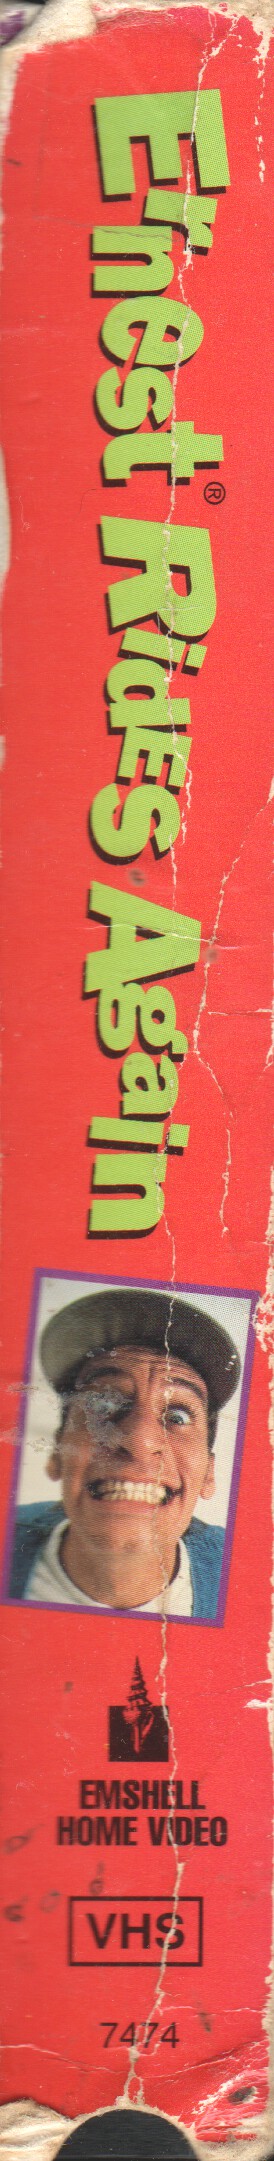 Ernest® Rides Again
EMSHELL
HOME VIDEO
VHS
7474